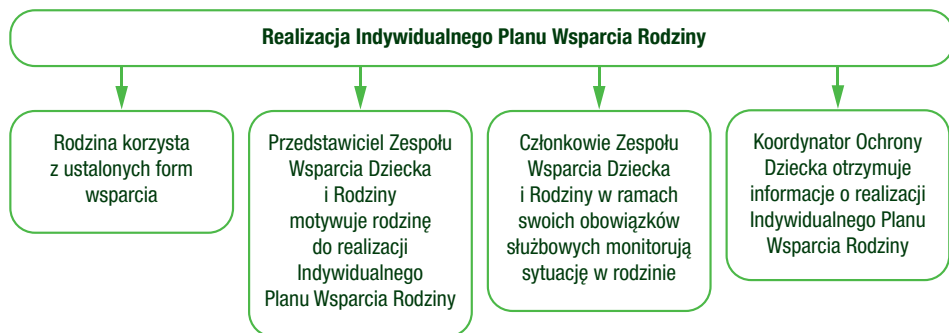 Realizacja Indywidualnego Planu Wsparcia Rodziny
Rodzina korzysta
z ustalonych form
wsparcia
Przedstawiciel Zespołu
Wsparcia Dziecka
i Rodziny
motywuje rodzinę
do realizacji
Indywidualnego
Planu Wsparcia Rodziny
Członkowie Zespołu
Wsparcia Dziecka
i Rodziny w ramach
swoich obowiązków
służbowych monitorują
sytuację w rodzinie
Koordynator Ochrony
Dziecka otrzymuje
informacje o realizacji
Indywidualnego Planu
Wsparcia Rodziny